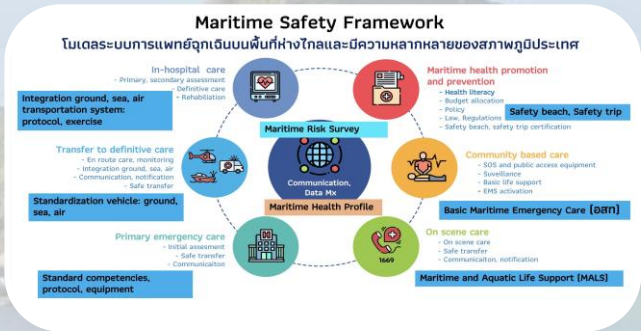 Maritime Safety Framework
โมเดลระบบการแพทย์ฉุกเฉินบนพื้นที่ห่างไกลและมีความหลากหลายของสภาพภูมิประเทศ
In-hospital care
- Primary, secondary assessment
- Definitive care
- Rehabiliation
Integration ground, sea, air
transportation system:
protocol, exercise
Maritime health promotion
and prevention
- Health literacy
- Budget allocation
- Policy
- Law, Regulations
- Safety beach, safety trip certification
Safety beach, Safety trip
Maritime Risk Survey
Transfer to definitive care
- En route care, monitoring
- Integration ground, sea, air
- Communication, notification
- Safe transfer
Standardization vehicle: ground,
sea, air
Communication,
Data Mx
Maritime Health Profile
Community based care
- SOS and public access equipment
- Suveillance
- Basic life support
- EMS activation
Basic Maritime Emergency Care (อสท)
Primary emergency care
- Initial assesment
- Safe transfer
- Communicaiton
Standard competencies,
protocol, equipment
1669
On scene care
- On scene care
- Safe transfer
- Communicaiton, notification
Maritime and Aquatic Life Support (MALS)